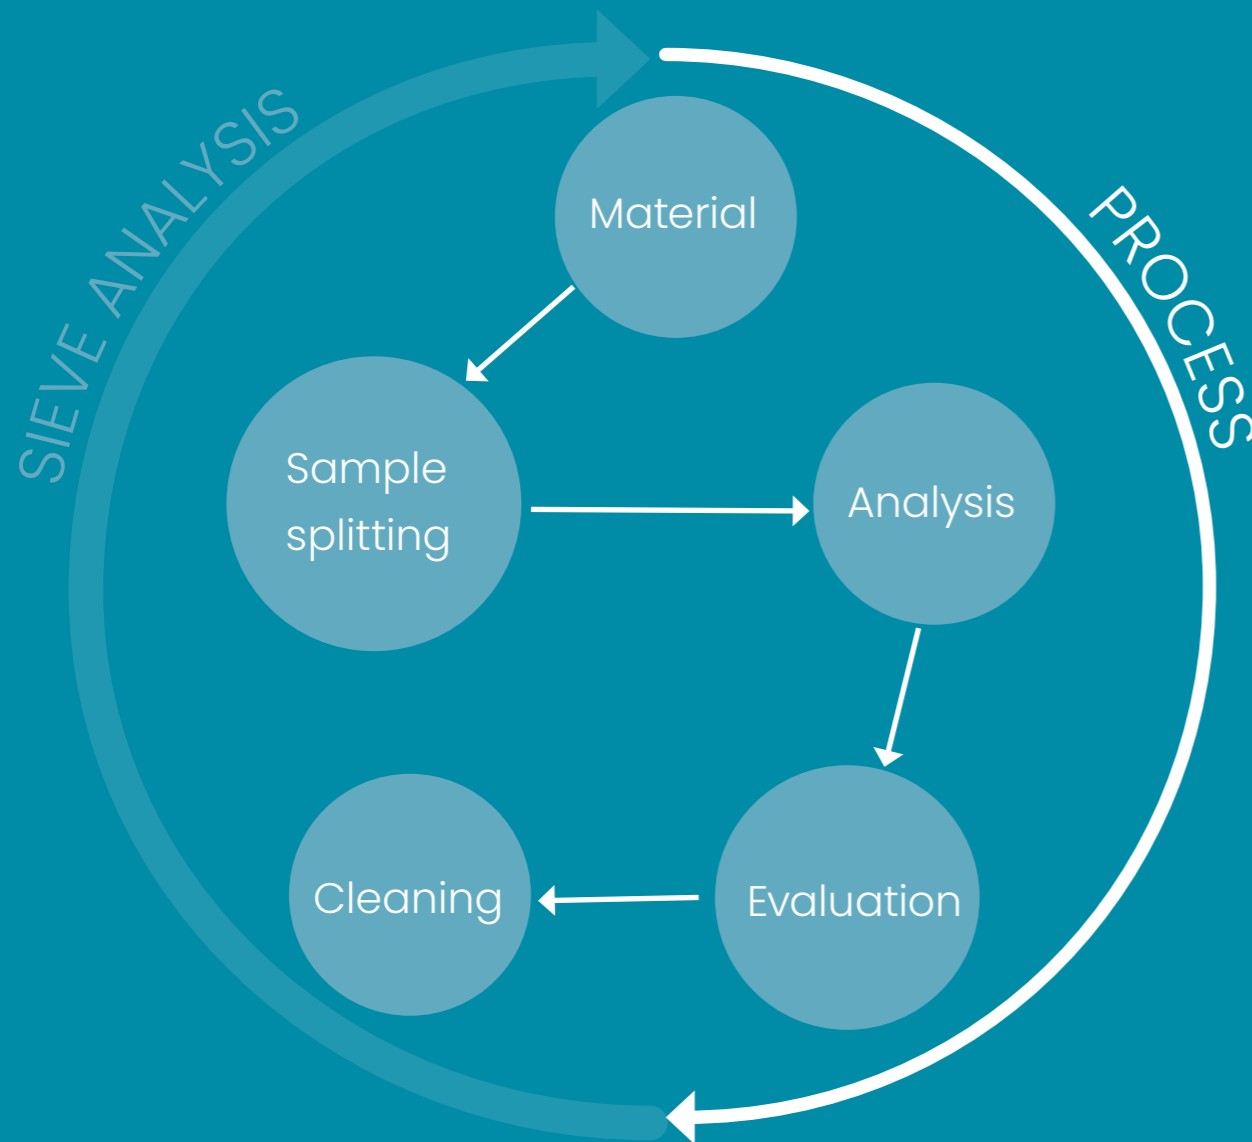 SIEVE ANALYSIS
PROCESS
Material
Sample
splitting
Analysis
Evaluation
Cleaning